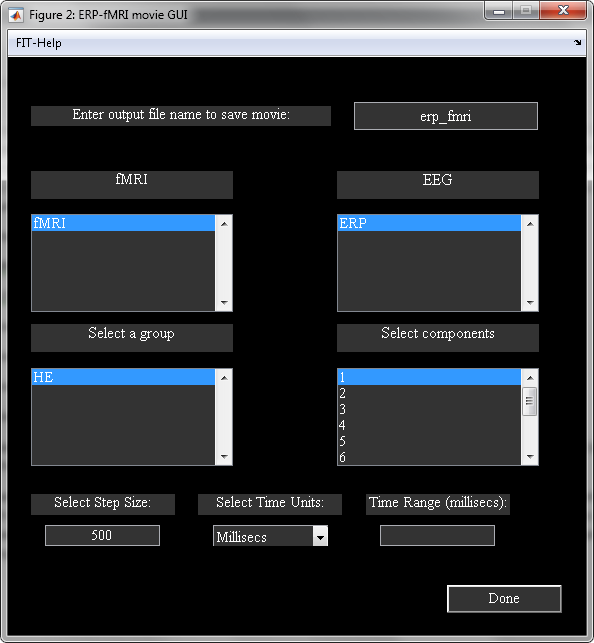 Figure 2: ERP-fMRI movie GUI
FIT-Help
Enter output file name to save movie:
erp_fmri
fMRI
EEG
fMRI
ERP
Select a group
Select components
HE
1
2
3
4
5
6
Select Step Size:
Select Time Units:
Time Range (millisecs):
500
Millisecs
Done